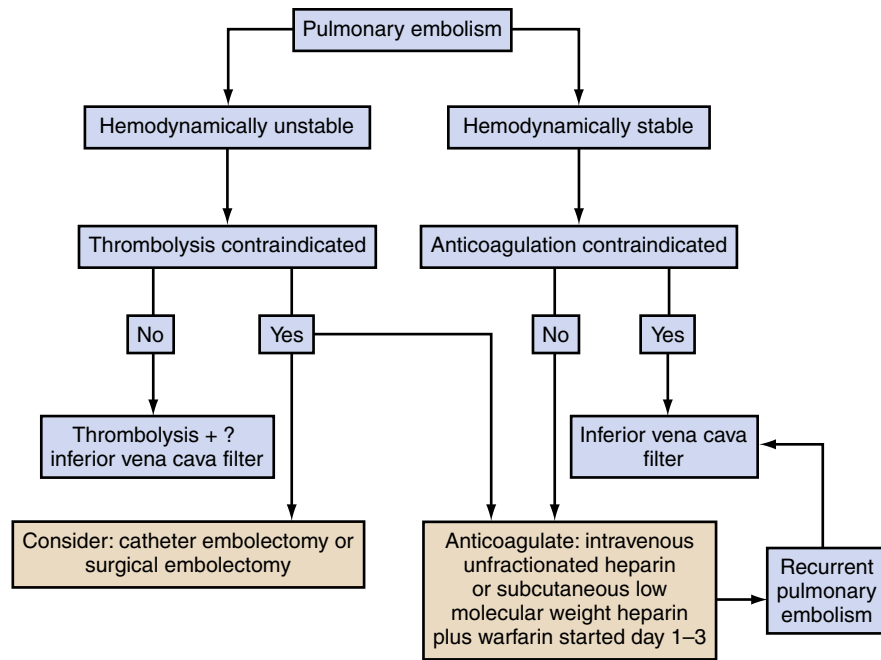 Pulmonary embolism
Hemodynamically unstable
Hemodynamically stable
Thrombolysis contraindicated
Anticoagulation contraindicated
No
Yes
No
Yes
Thrombolysis + ?
inferior vena cava filter
Inferior vena cava
filter
Consider: catheter embolectomy or
surgical embolectomy
Anticoagulate: intravenous
unfractionated heparin
or subcutaneous low
molecular weight heparin
plus warfarin started day 1–3
Recurrent
pulmonary
embolism